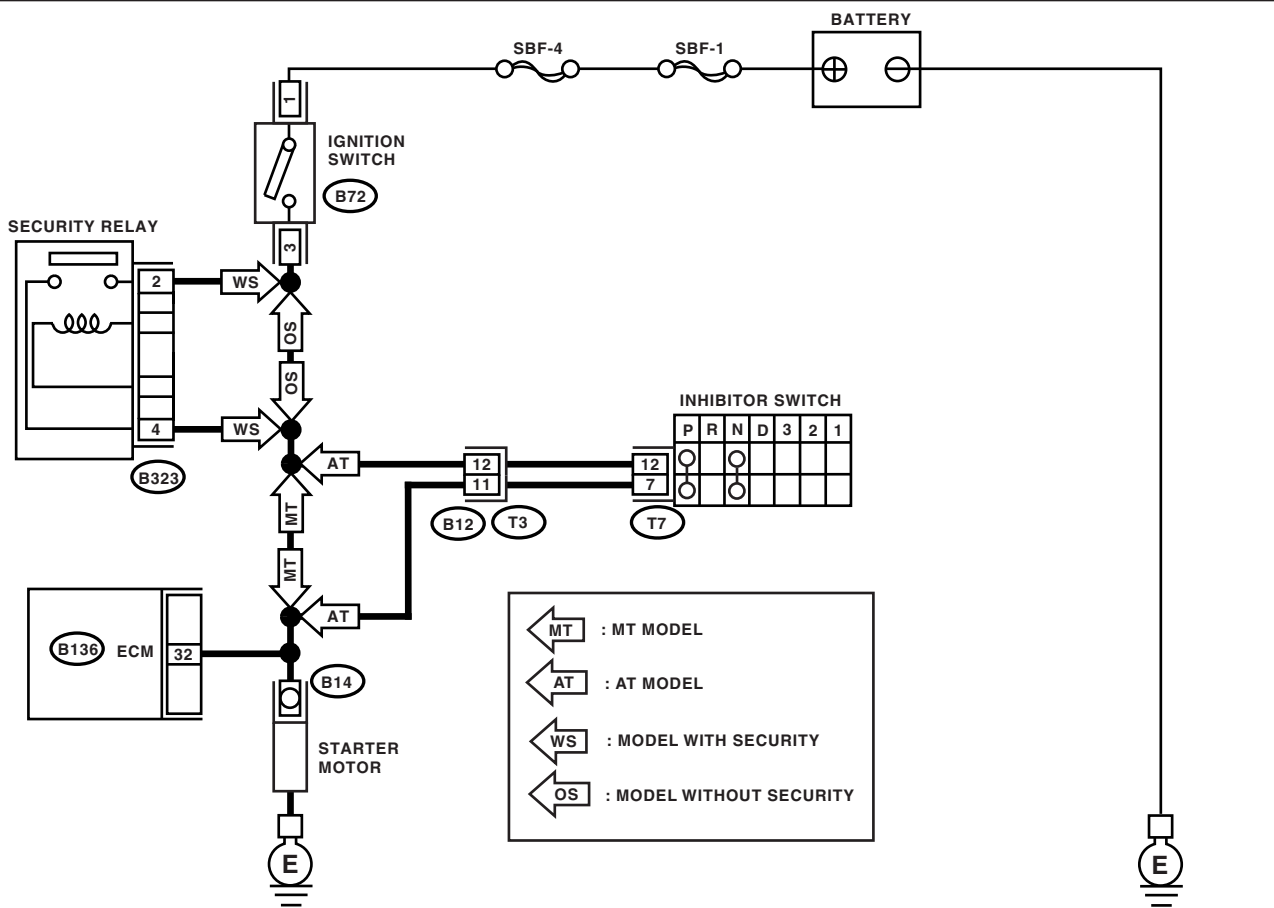 BATTERY
SBF-4
SBF-1
1
IGNITION
SWITCH
B72
3
SECURITY RELAY
2
WS
OS
OS
4
WS
B323
INHIBITOR SWITCH
P R N D 3 2 1
AT
12
12
11
7
B12
T3
T7
MT
MT
AT
B136
ECM
32
B14
STARTER
MOTOR
E
MT : MT MODEL
AT : AT MODEL
WS : MODEL WITH SECURITY
OS : MODEL WITHOUT SECURITY
E